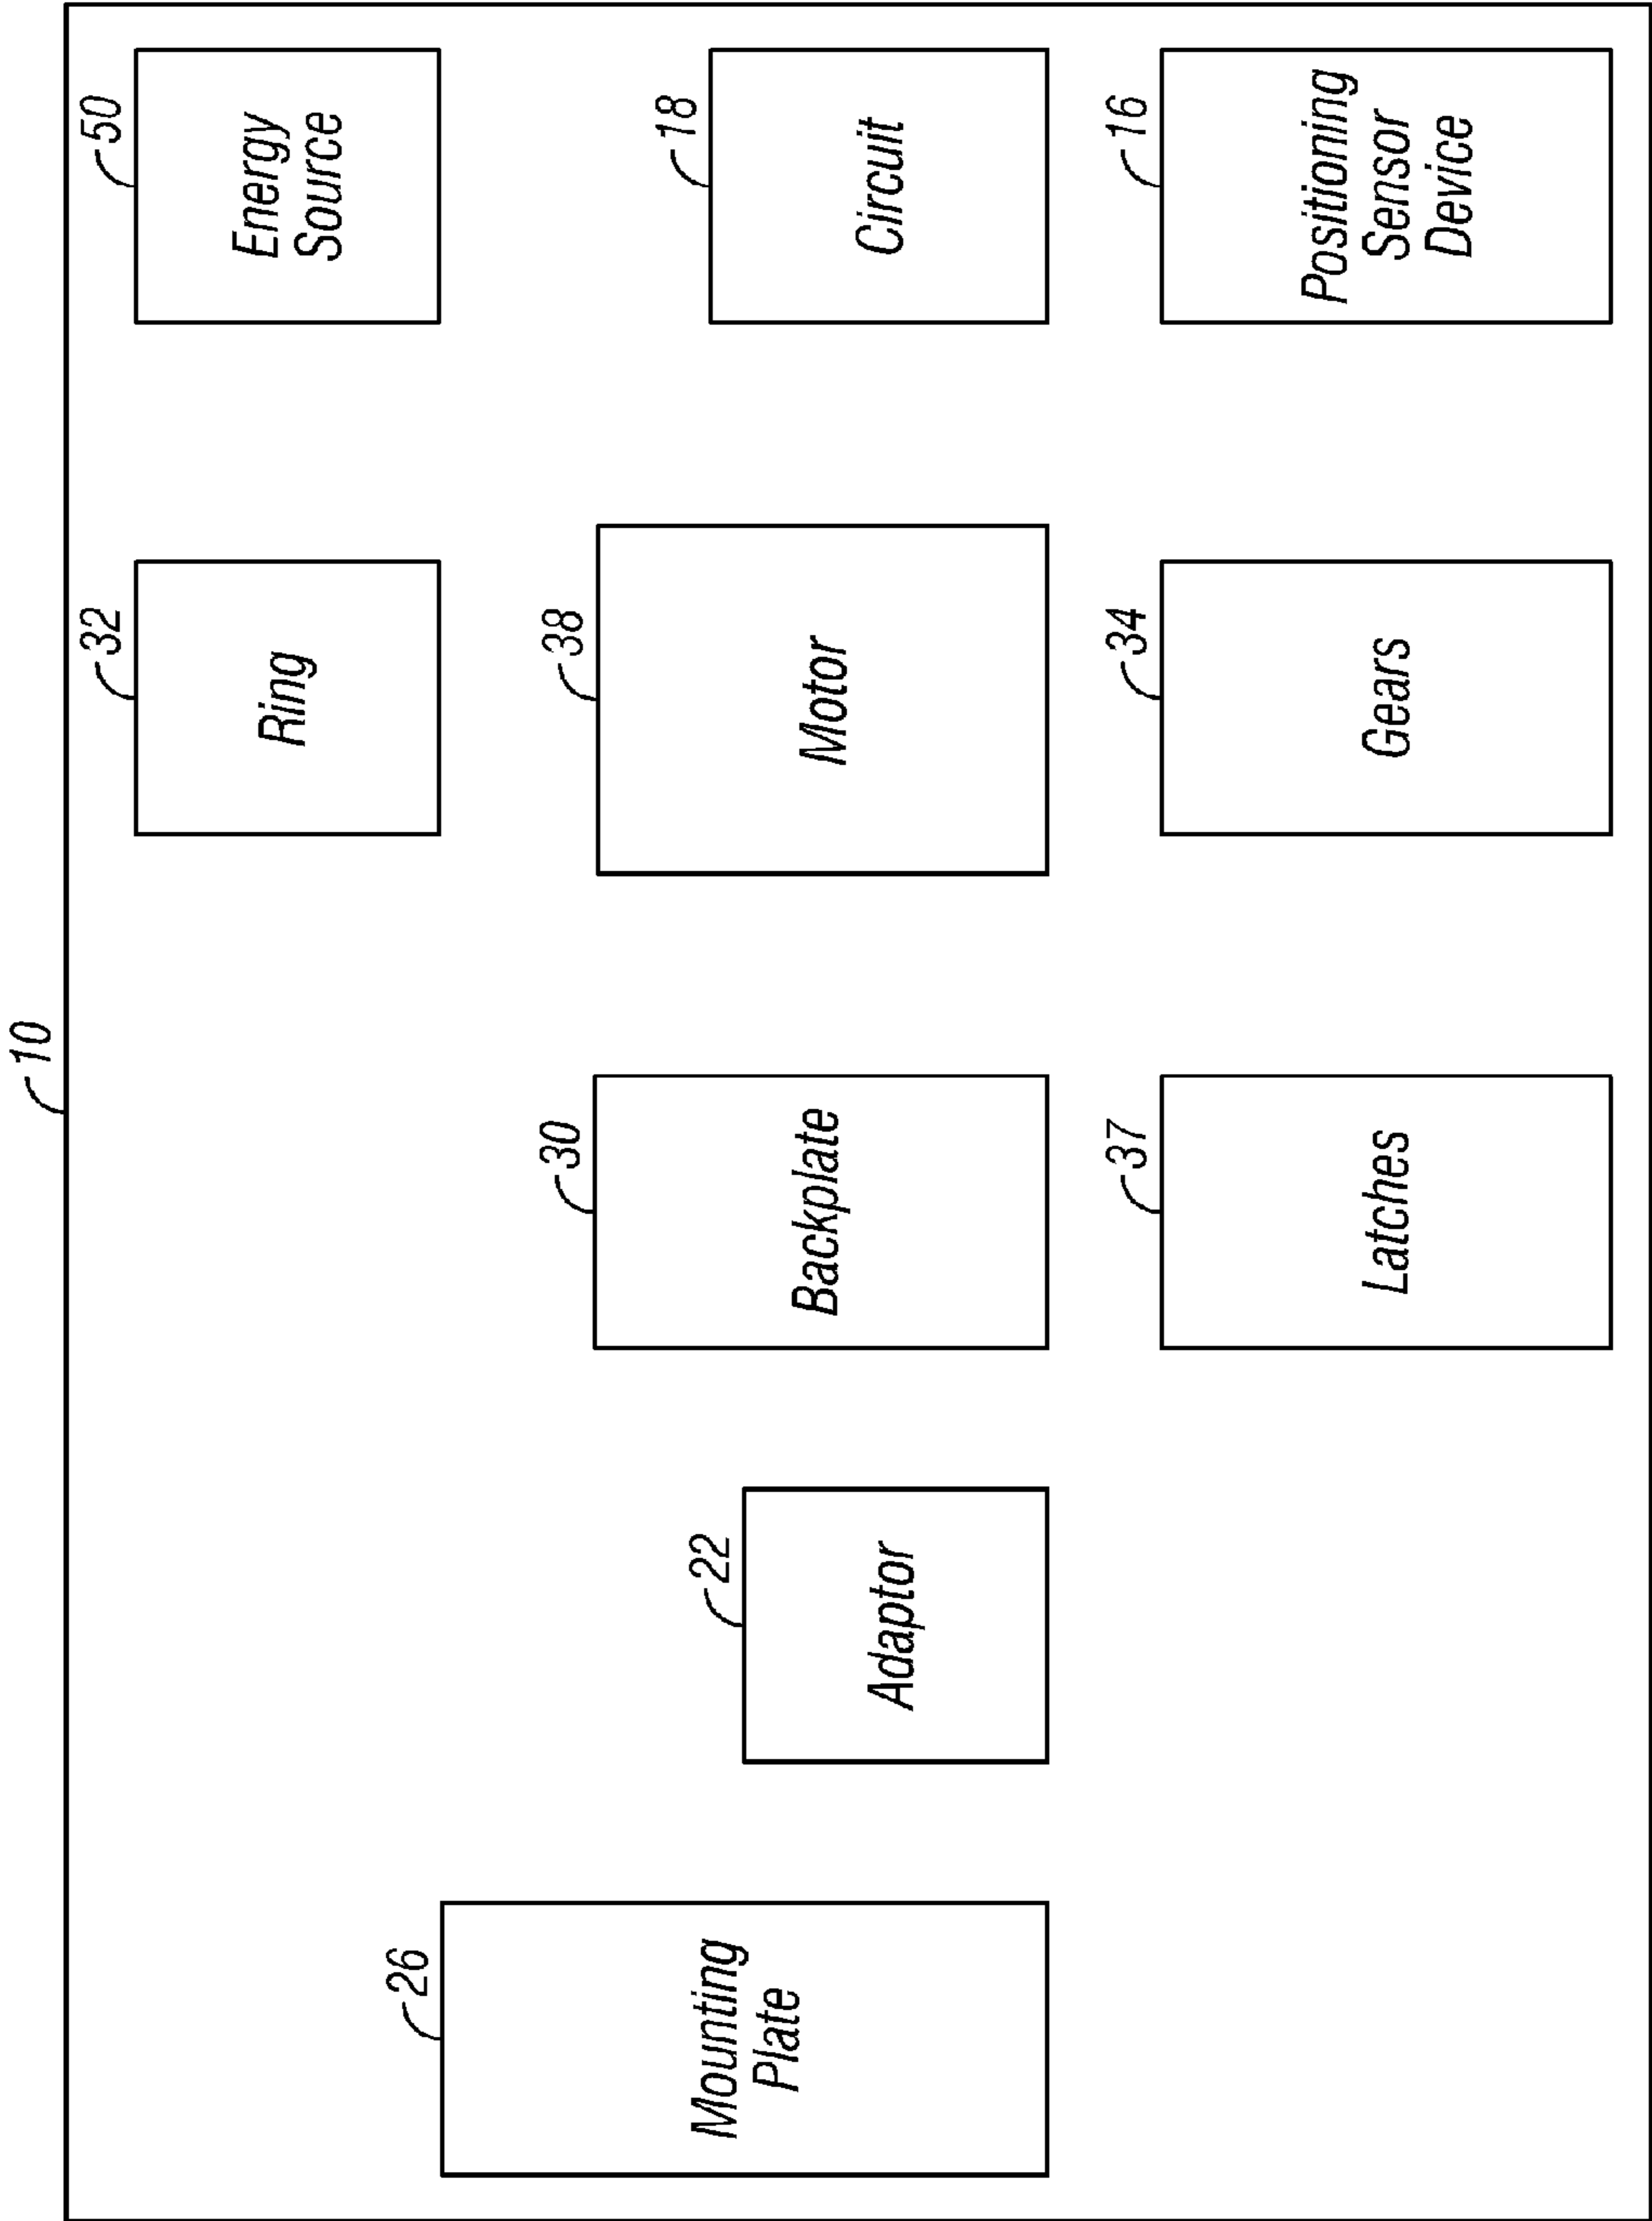 10
26
Mounting
Plate
22
Adaptor
30
Backplate
37
Latches
32
Ring
38
Motor
34
Gears
50
Energy
Source
18
Circuit
16
Positioning
Sensor
Device